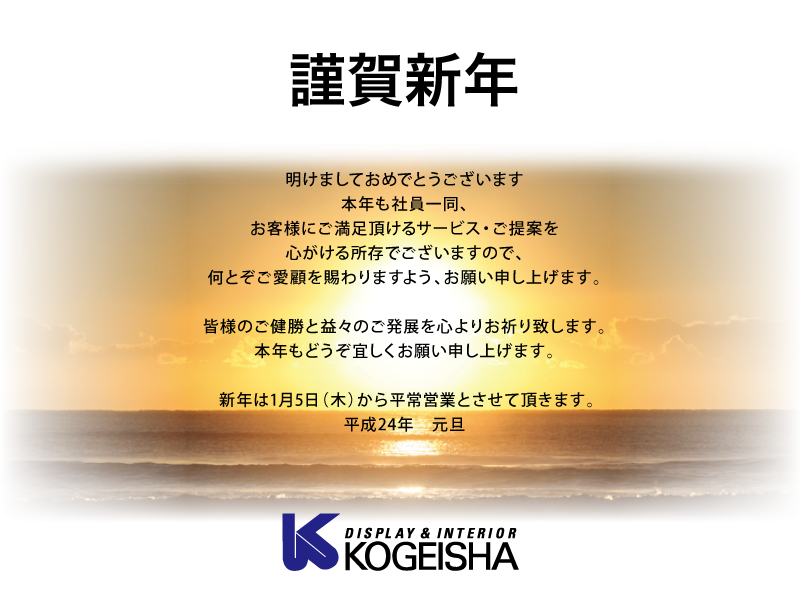 謹賀新年
明けましておめでとうございます
本年も社員一同、
お客様にご満足頂けるサービス・ご提案を
心がける所存でございますので、
何とぞご愛顧を賜わりますよう、お願い申し上げます。
皆様のご健勝と益々のご発展を心よりお祈り致します。
本年もどうぞ宜しくお願い申し上げます。
新年は1月5日（木）から平常営業とさせて頂きます。
平成24年　元旦
DISPLAY & INTERIOR
KOGEISHA